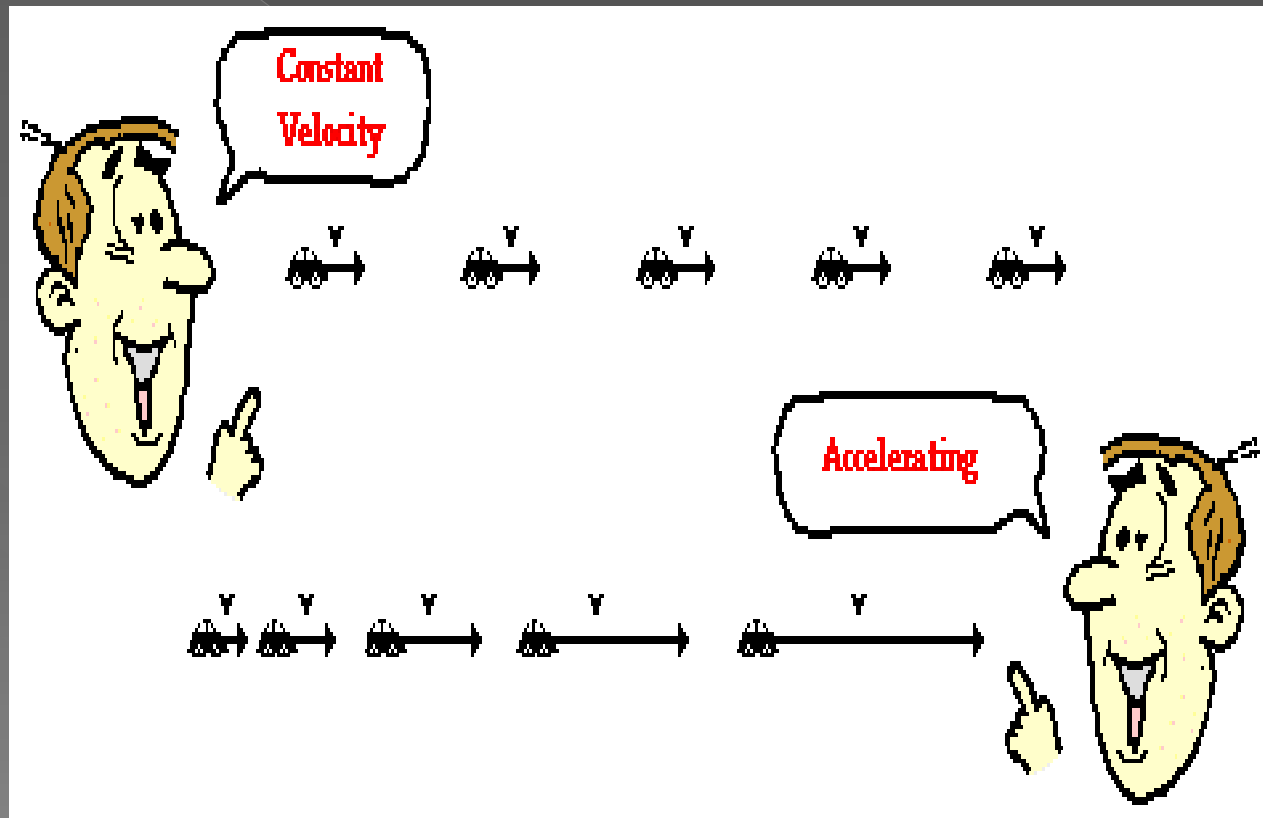 Constant
Velocity
v v v v v
Accelerating
v v v v v